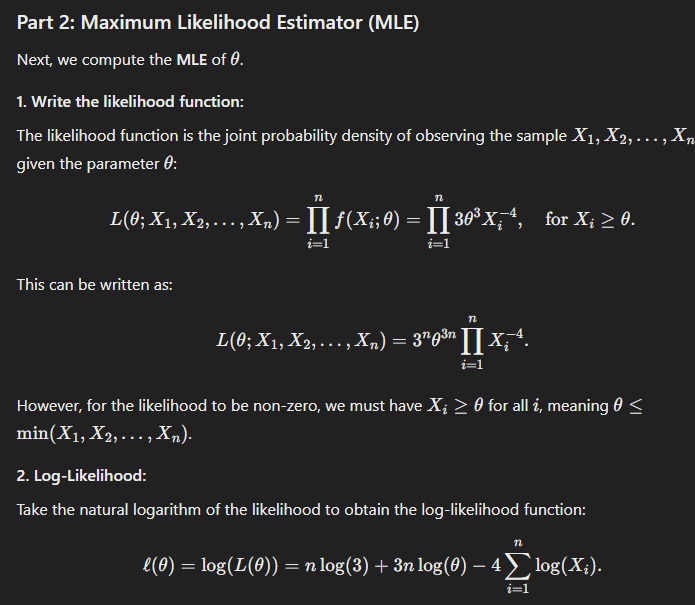 Part 2: Maximum Likelihood Estimator (MLE)
Next, we compute the MLE of θ.
1. Write the likelihood function:
The likelihood function is the joint probability density of observing the sample X₁, X₂, . . . , Xₙ
given the parameter θ:
L(θ; X₁, X₂, . . . , Xₙ) = ∏ᵢ₌₁ⁿ f(Xᵢ; θ) = ∏ᵢ₌₁ⁿ 3θ³Xᵢ⁻⁴, for Xᵢ ≥ θ.
This can be written as:
L(θ; X₁, X₂, . . . , Xₙ) = 3ⁿθ³ⁿ ∏ᵢ₌₁ⁿ Xᵢ⁻⁴.
However, for the likelihood to be non-zero, we must have Xᵢ ≥ θ for all i, meaning θ ≤
min(X₁, X₂, . . . , Xₙ).
2. Log-Likelihood:
Take the natural logarithm of the likelihood to obtain the log-likelihood function:
ℓ(θ) = log(L(θ)) = n log(3) + 3n log(θ) − 4 ∑ᵢ₌₁ⁿ log(Xᵢ).